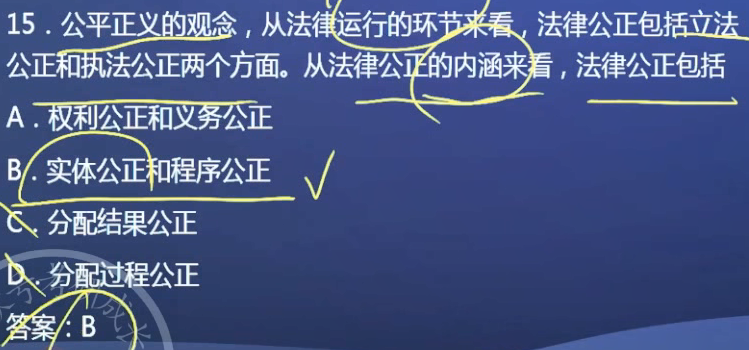 15．公平正义的观念，从法律运行的环节来看，法律公正包括立法
公正和执法公正两个方面。从法律公正的内涵来看，法律公正包括
A．权利公正和义务公正
B．实体公正和程序公正
C．分配结果公正
D．分配过程公正
答案：B